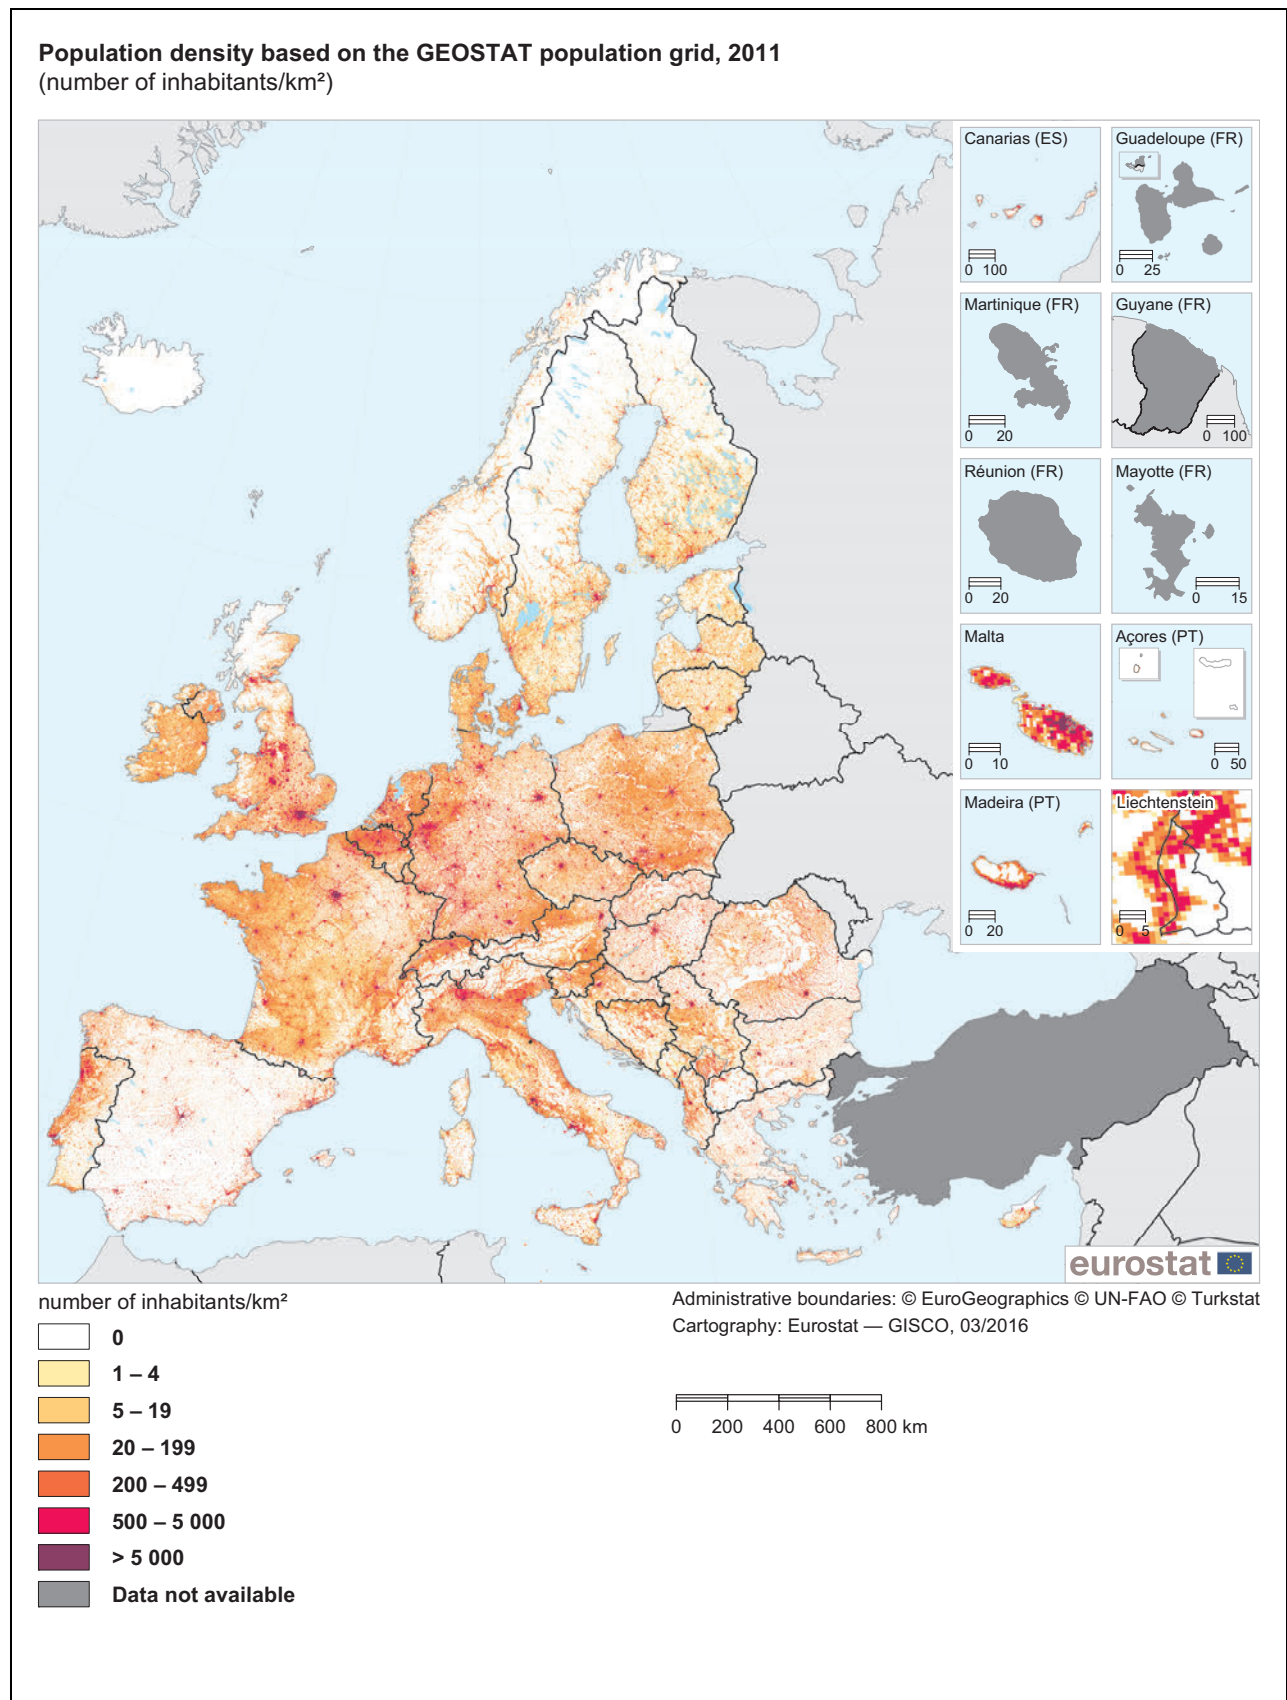 Population density based on the GEOSTAT population grid, 2011
(number of inhabitants/km²)
Canarias (ES)
0 100
Guadeloupe (FR)
0 25
Martinique (FR)
0 20
Guyane (FR)
0 100
Réunion (FR)
0 20
Mayotte (FR)
0 15
Malta
0 10
Açores (PT)
0 50
Madeira (PT)
0 20
Liechtenstein
0 5
eurostat
number of inhabitants/km²
0
1 – 4
5 – 19
20 – 199
200 – 499
500 – 5 000
> 5 000
Data not available
Administrative boundaries: © EuroGeographics © UN-FAO © Turkstat
Cartography: Eurostat — GISCO, 03/2016
0 200 400 600 800 km